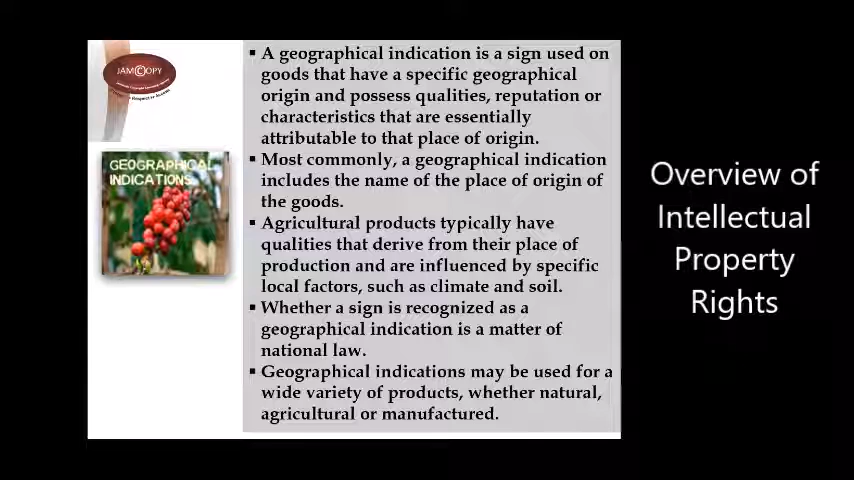 JAMCOPY
GEOGRAPHICAL
INDICATIONS
▪ A geographical indication is a sign used on
goods that have a specific geographical
origin and possess qualities, reputation or
characteristics that are essentially
attributable to that place of origin.
▪ Most commonly, a geographical indication
includes the name of the place of origin of
the goods.
▪ Agricultural products typically have
qualities that derive from their place of
production and are influenced by specific
local factors, such as climate and soil.
▪ Whether a sign is recognized as a
geographical indication is a matter of
national law.
▪ Geographical indications may be used for a
wide variety of products, whether natural,
agricultural or manufactured.
Overview of
Intellectual
Property
Rights